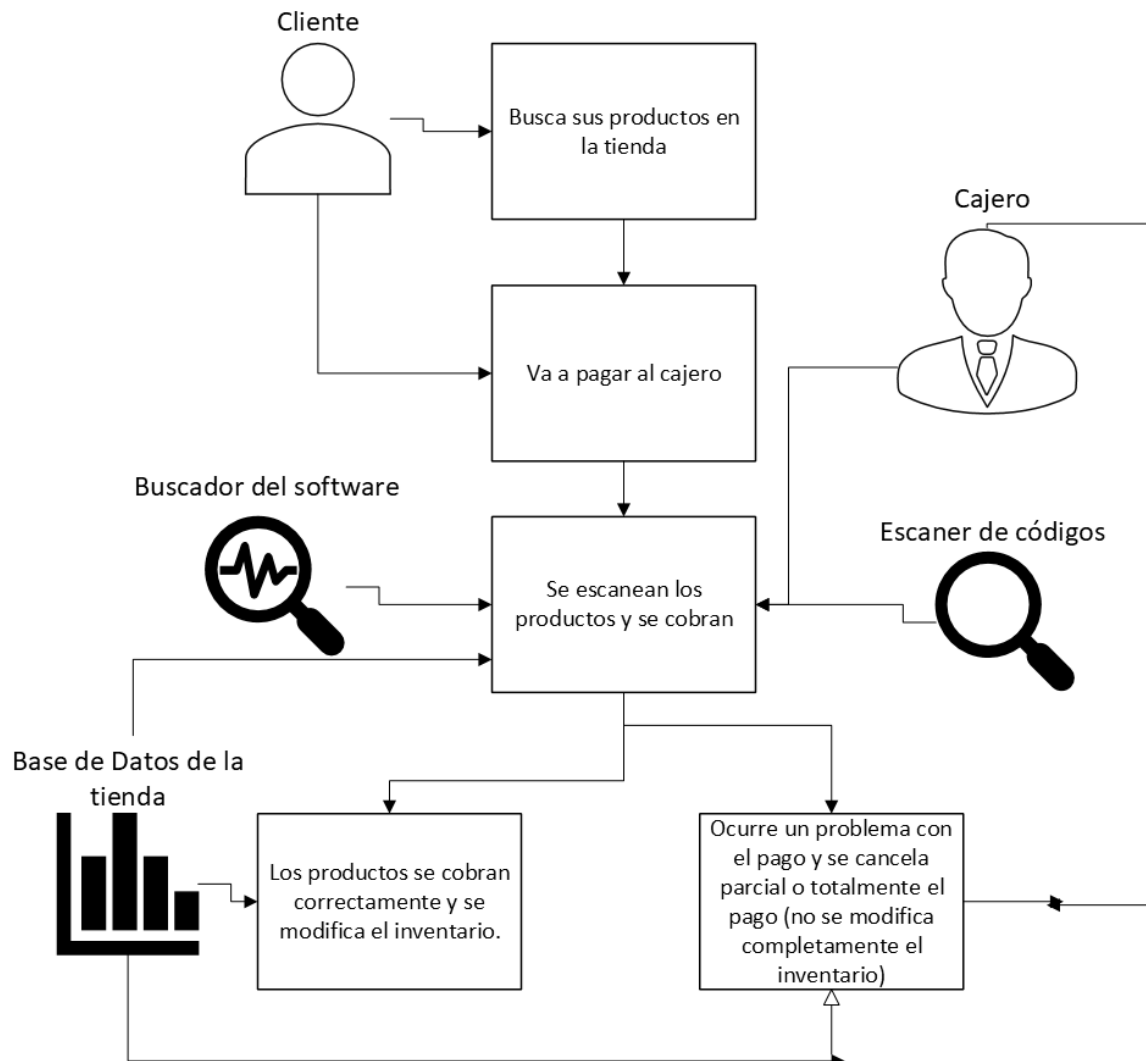 Cliente
Busca sus productos en
la tienda
Cajero
Va a pagar al cajero
Buscador del software
Escaner de códigos
Se escanean los
productos y se cobran
Base de Datos de la
tienda
Los productos se cobran
correctamente y se
modifica el inventario.
Ocurre un problema con
el pago y se cancela
parcial o totalmente el
pago (no se modifica
completamente el
inventario)